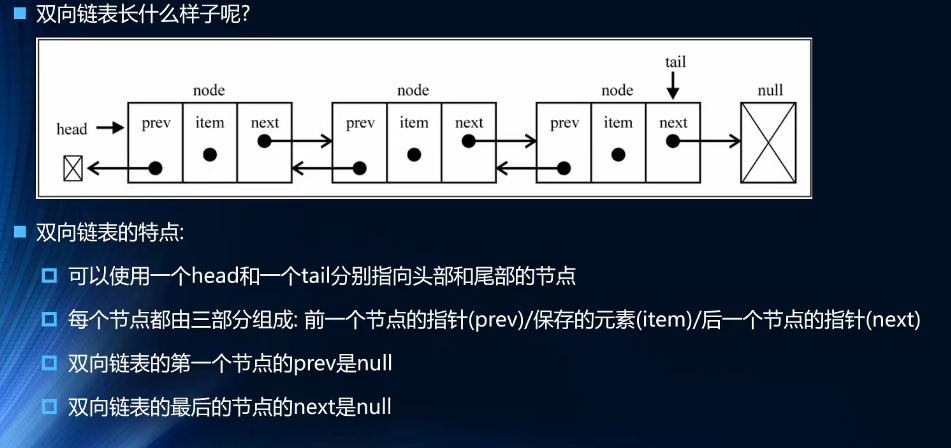 双向链表长什么样子呢?
tail
node node node null
head prev item next prev item next prev item next
双向链表的特点:
可以使用一个head和一个tail分别指向头部和尾部的节点
每个节点都由三部分组成: 前一个节点的指针(prev)/保存的元素(item)/后一个节点的指针(next)
双向链表的第一个节点的prev是null
双向链表的最后的节点的next是null